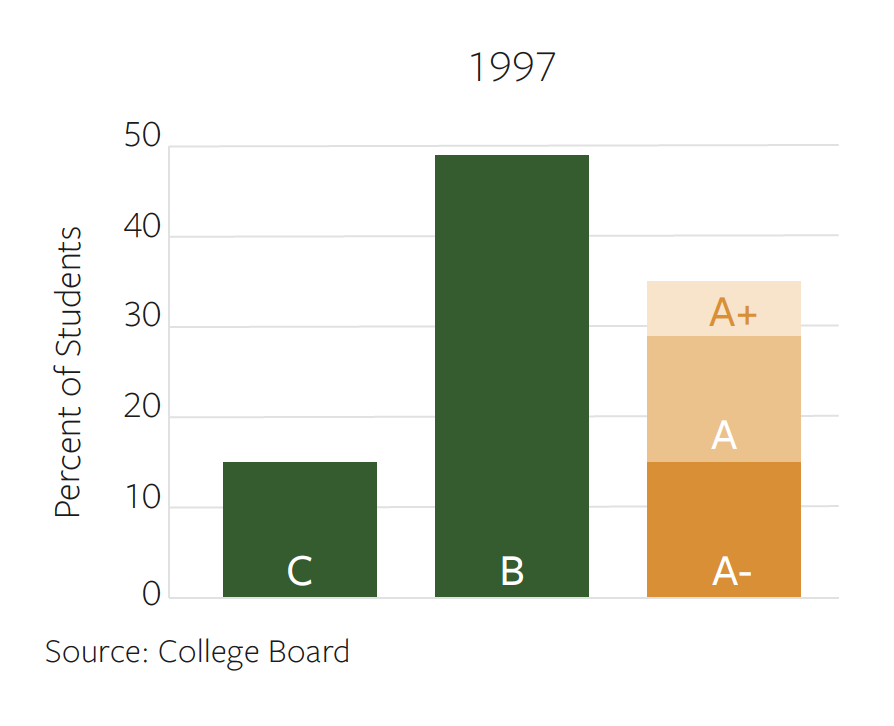 1997
Percent of Students
50
40
30
20
10
0
C
B
A+
A
A-
Source: College Board